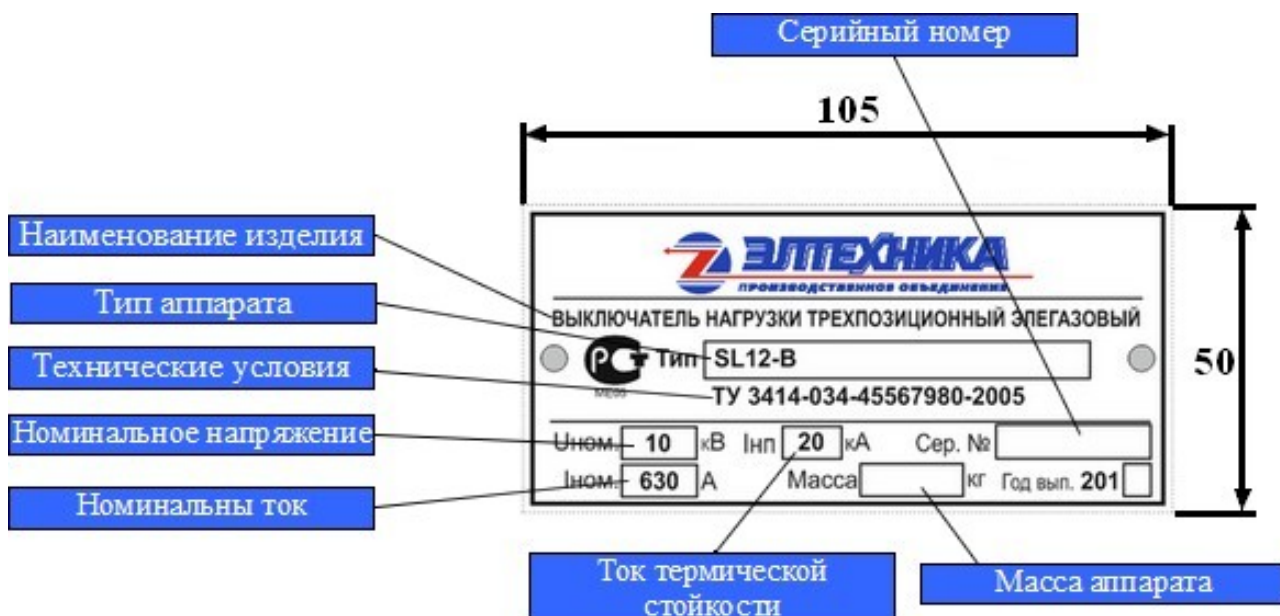 Серийный номер
105
Наименование изделия
ЭЛТЕХНИКА
ПРОИЗВОДСТВЕННОЕ ОБЪЕДИНЕНИЕ
Тип аппарата
ВЫКЛЮЧАТЕЛЬ НАГРУЗКИ ТРЕХПОЗИЦИОННЫЙ ЭЛЕГАЗОВЫЙ
Тип SL12-B
50
Технические условия
ТУ 3414-034-45567980-2005
Номинальное напряжение
Uном. 10 кВ Iнп 20 кА Сер. №
Iном. 630 А Масса кг Год вып. 201
Номинальны ток
Ток термической
стойкости
Масса аппарата